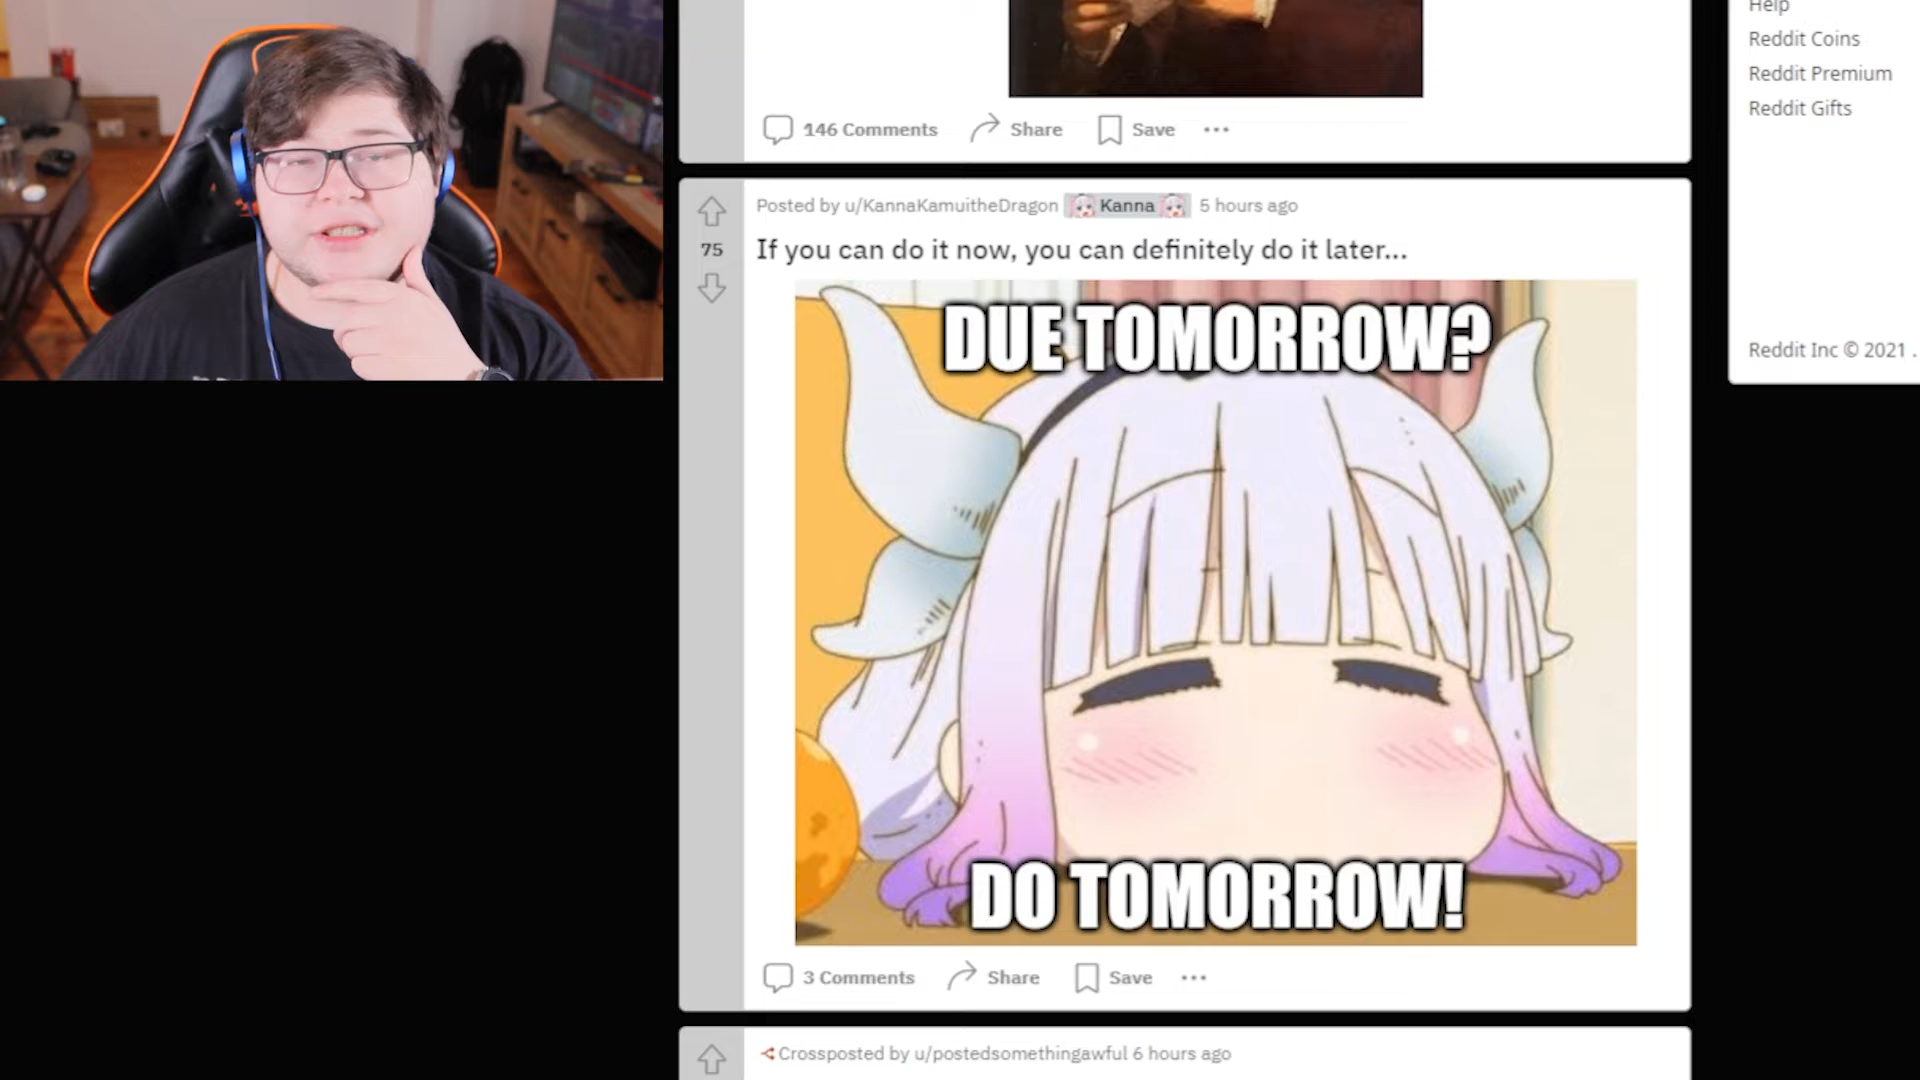 146 Comments Share Save
Help
Reddit Coins
Reddit Premium
Reddit Gifts
Reddit Inc © 2021 .
75
Posted by u/KannaKamuitheDragon Kanna 5 hours ago
If you can do it now, you can definitely do it later...
DUE TOMORROW?
DO TOMORROW!
3 Comments Share Save
Crossposted by u/postedsomethingawful 6 hours ago